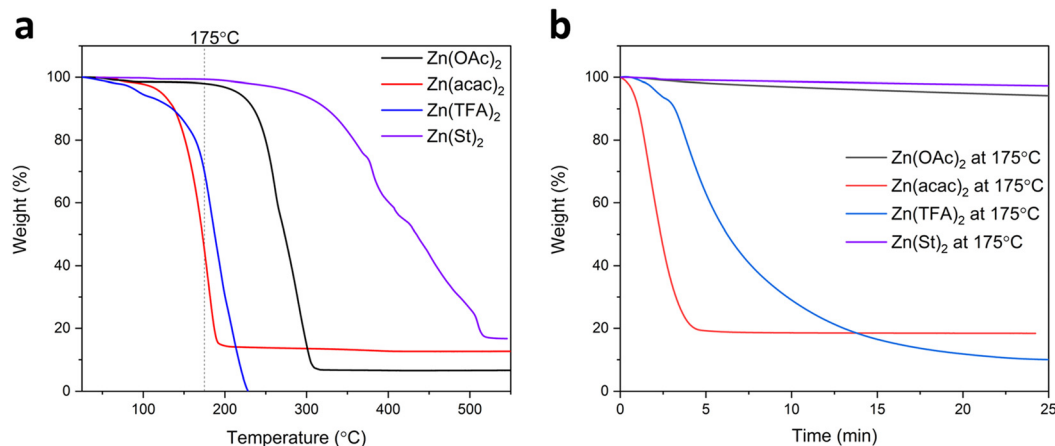 a
175°C
Zn(OAc)₂
Zn(acac)₂
Zn(TFA)₂
Zn(St)₂
Weight (%)
100
80
60
40
20
0
100
200
250
300
400
500
Temperature (°C)
b
Zn(OAc)₂ at 175°C
Zn(acac)₂ at 175°C
Zn(TFA)₂ at 175°C
Zn(St)₂ at 175°C
Weight (%)
100
80
60
40
20
0
0
5
10
15
20
25
Time (min)